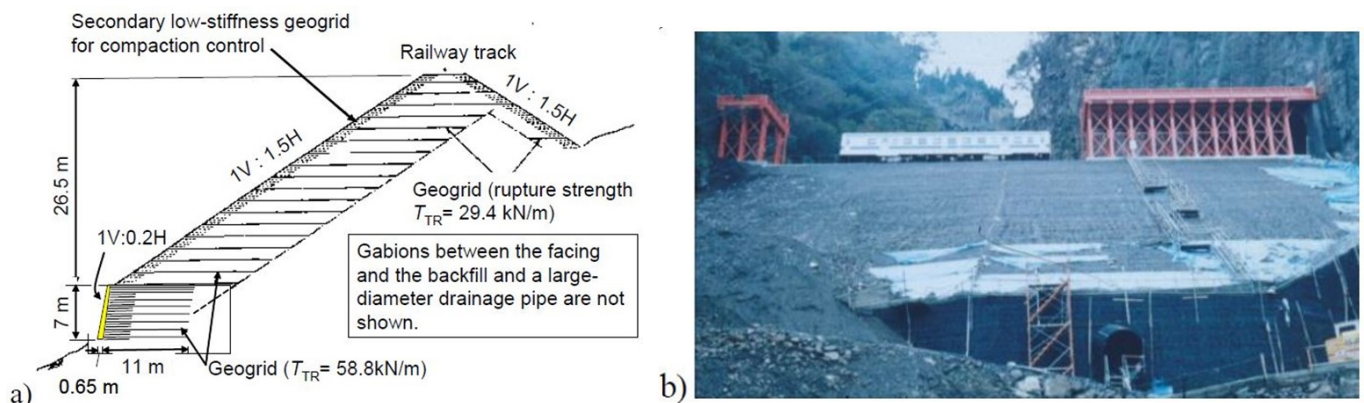 Secondary low-stiffness geogrid
for compaction control
Railway track
1V : 1.5H
1V : 1.5H
26.5 m
Geogrid (rupture strength
TTR= 29.4 kN/m)
1V:0.2H
Gabions between the facing
and the backfill and a large-
diameter drainage pipe are not
shown.
7 m
11 m
Geogrid (TTR= 58.8kN/m)
0.65 m
a)
b)